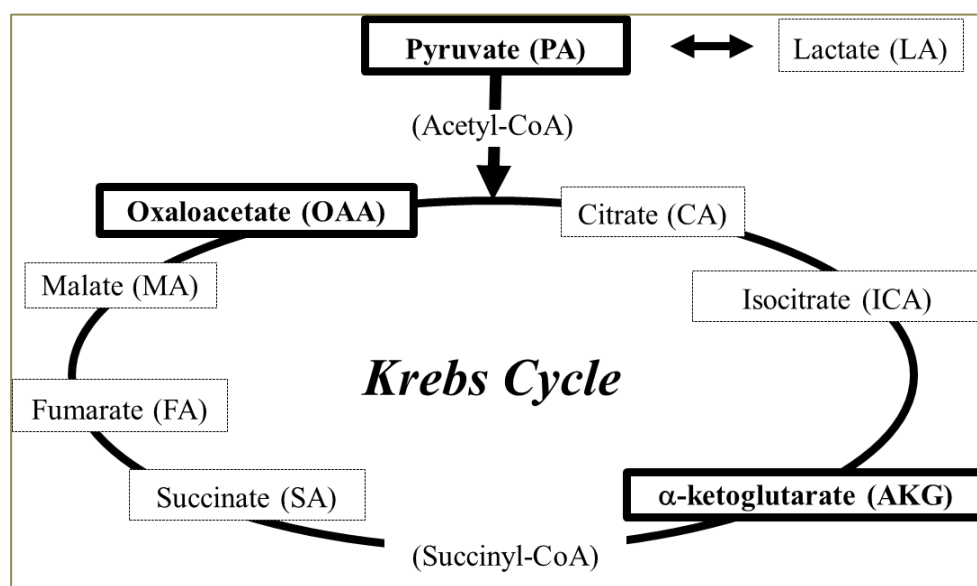 Pyruvate (PA)
Lactate (LA)
(Acetyl-CoA)
Oxaloacetate (OAA)
Citrate (CA)
Malate (MA)
Isocitrate (ICA)
Krebs Cycle
Fumarate (FA)
Succinate (SA)
α-ketoglutarate (AKG)
(Succinyl-CoA)